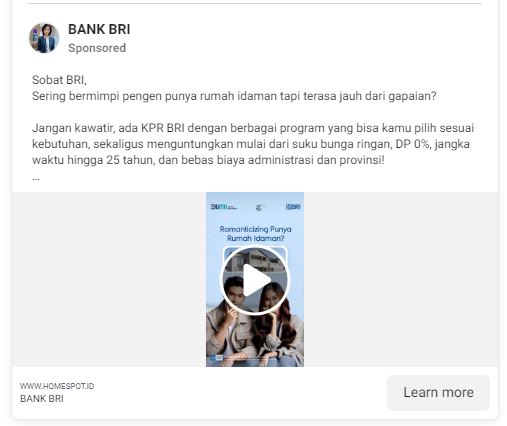 BANK BRI
Sponsored
Sobat BRI,
Sering bermimpi pengen punya rumah idaman tapi terasa jauh dari gapaian?
Jangan kawatir, ada KPR BRI dengan berbagai program yang bisa kamu pilih sesuai
kebutuhan, sekaligus menguntungkan mulai dari suku bunga ringan, DP 0%, jangka
waktu hingga 25 tahun, dan bebas biaya administrasi dan provinsi!
...
Romanticizing Punya
Rumah Idaman?
WWW.HOMESPOT.ID
BANK BRI
Learn more